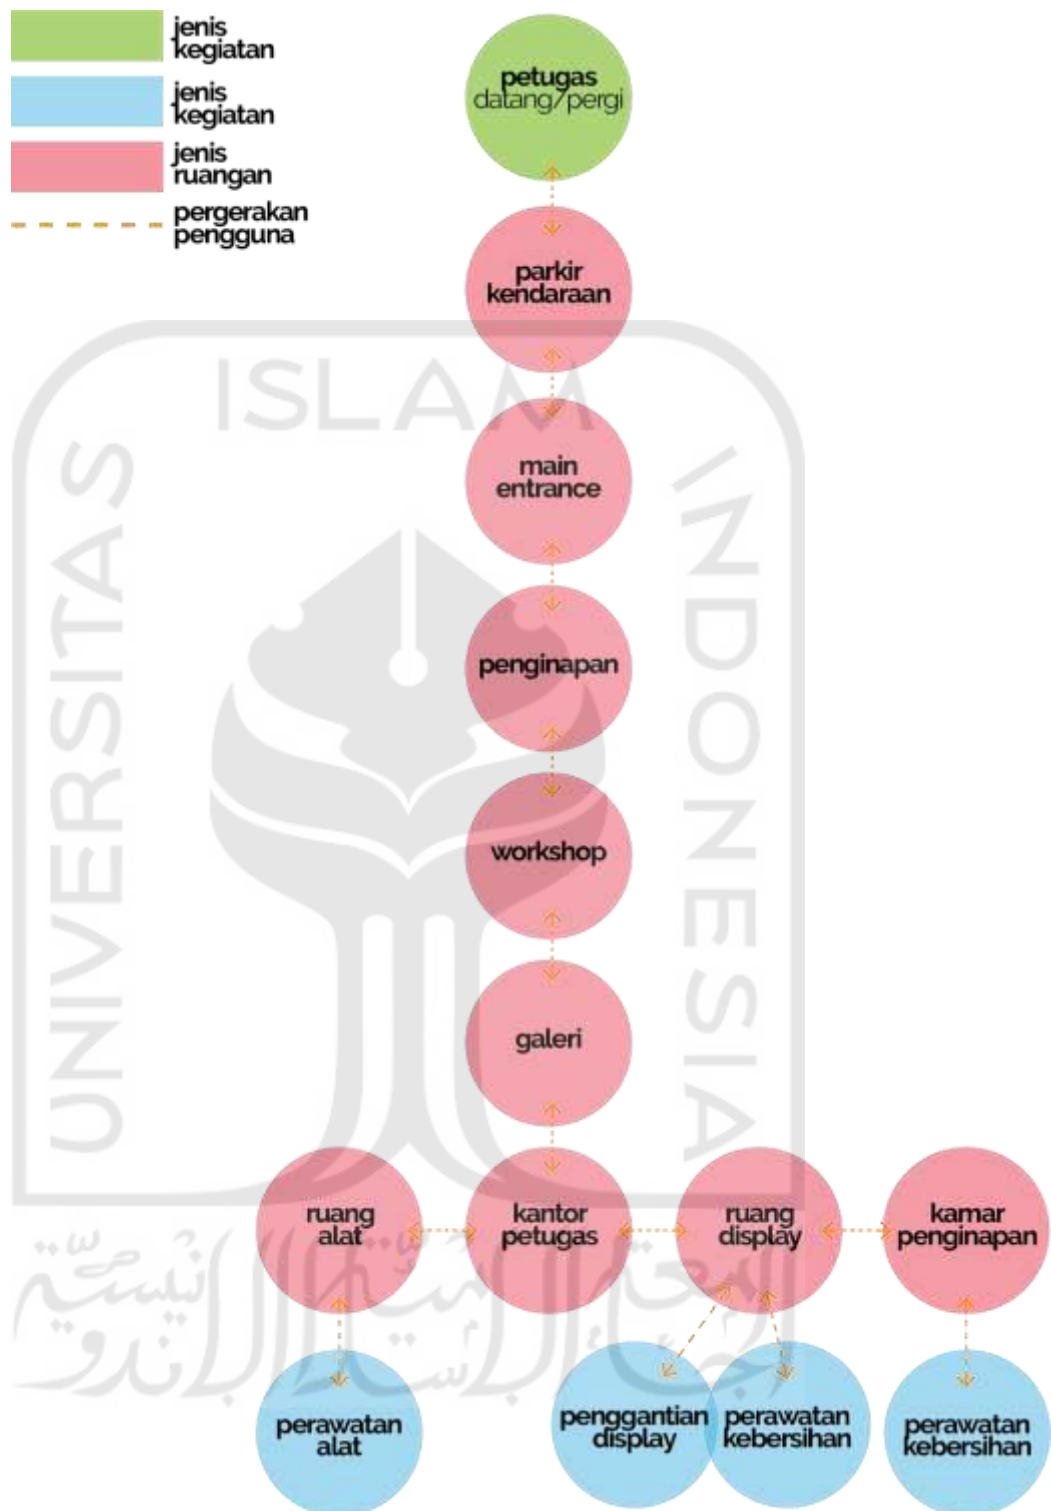 jenis
kegiatan
jenis
kegiatan
jenis
ruangan
pergerakan
pengguna
petugas
datang/pergi
parkir
kendaraan
main
entrance
penginapan
workshop
galeri
ruang
alat
kantor
petugas
ruang
display
kamar
penginapan
perawatan
alat
penggantian
display
perawatan
kebersihan
perawatan
kebersihan
UNIVERSITAS
ISLAM
INDONESIA